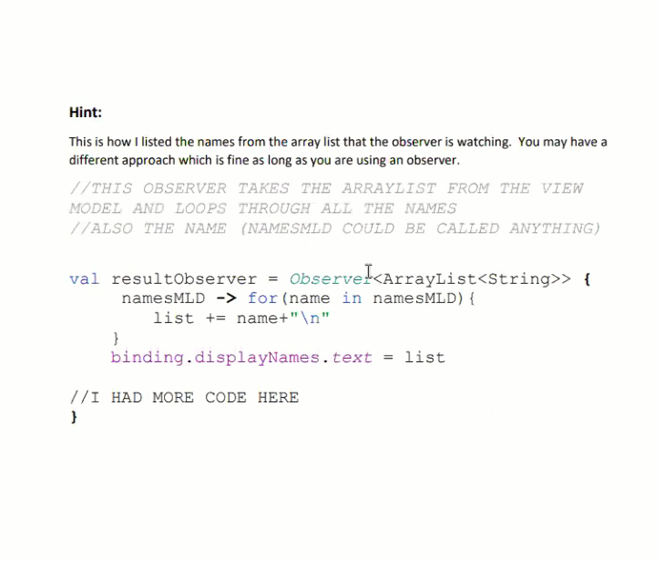 Hint:
This is how I listed the names from the array list that the observer is watching.  You may have a
different approach which is fine as long as you are using an observer.
//THIS OBSERVER TAKES THE ARRAYLIST FROM THE VIEW
MODEL AND LOOPS THROUGH ALL THE NAMES
//ALSO THE NAME (NAMESMLD COULD BE CALLED ANYTHING)
val resultObserver = Observer<ArrayList<String>> {
namesMLD -> for(name in namesMLD){
list += name+"\n"
}
binding.displayNames.text = list
//I HAD MORE CODE HERE
}